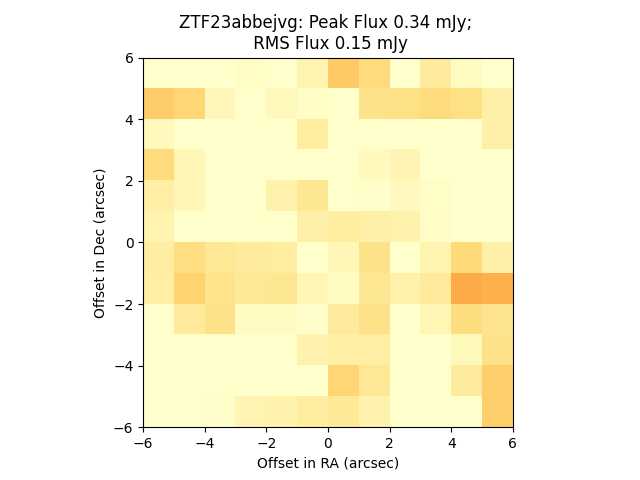 ZTF23abbejvg: Peak Flux 0.34 mJy;
RMS Flux 0.15 mJy
6
4
2
0
−2
−4
−6
Offset in Dec (arcsec)
−6 −4 −2 0 2 4 6
Offset in RA (arcsec)